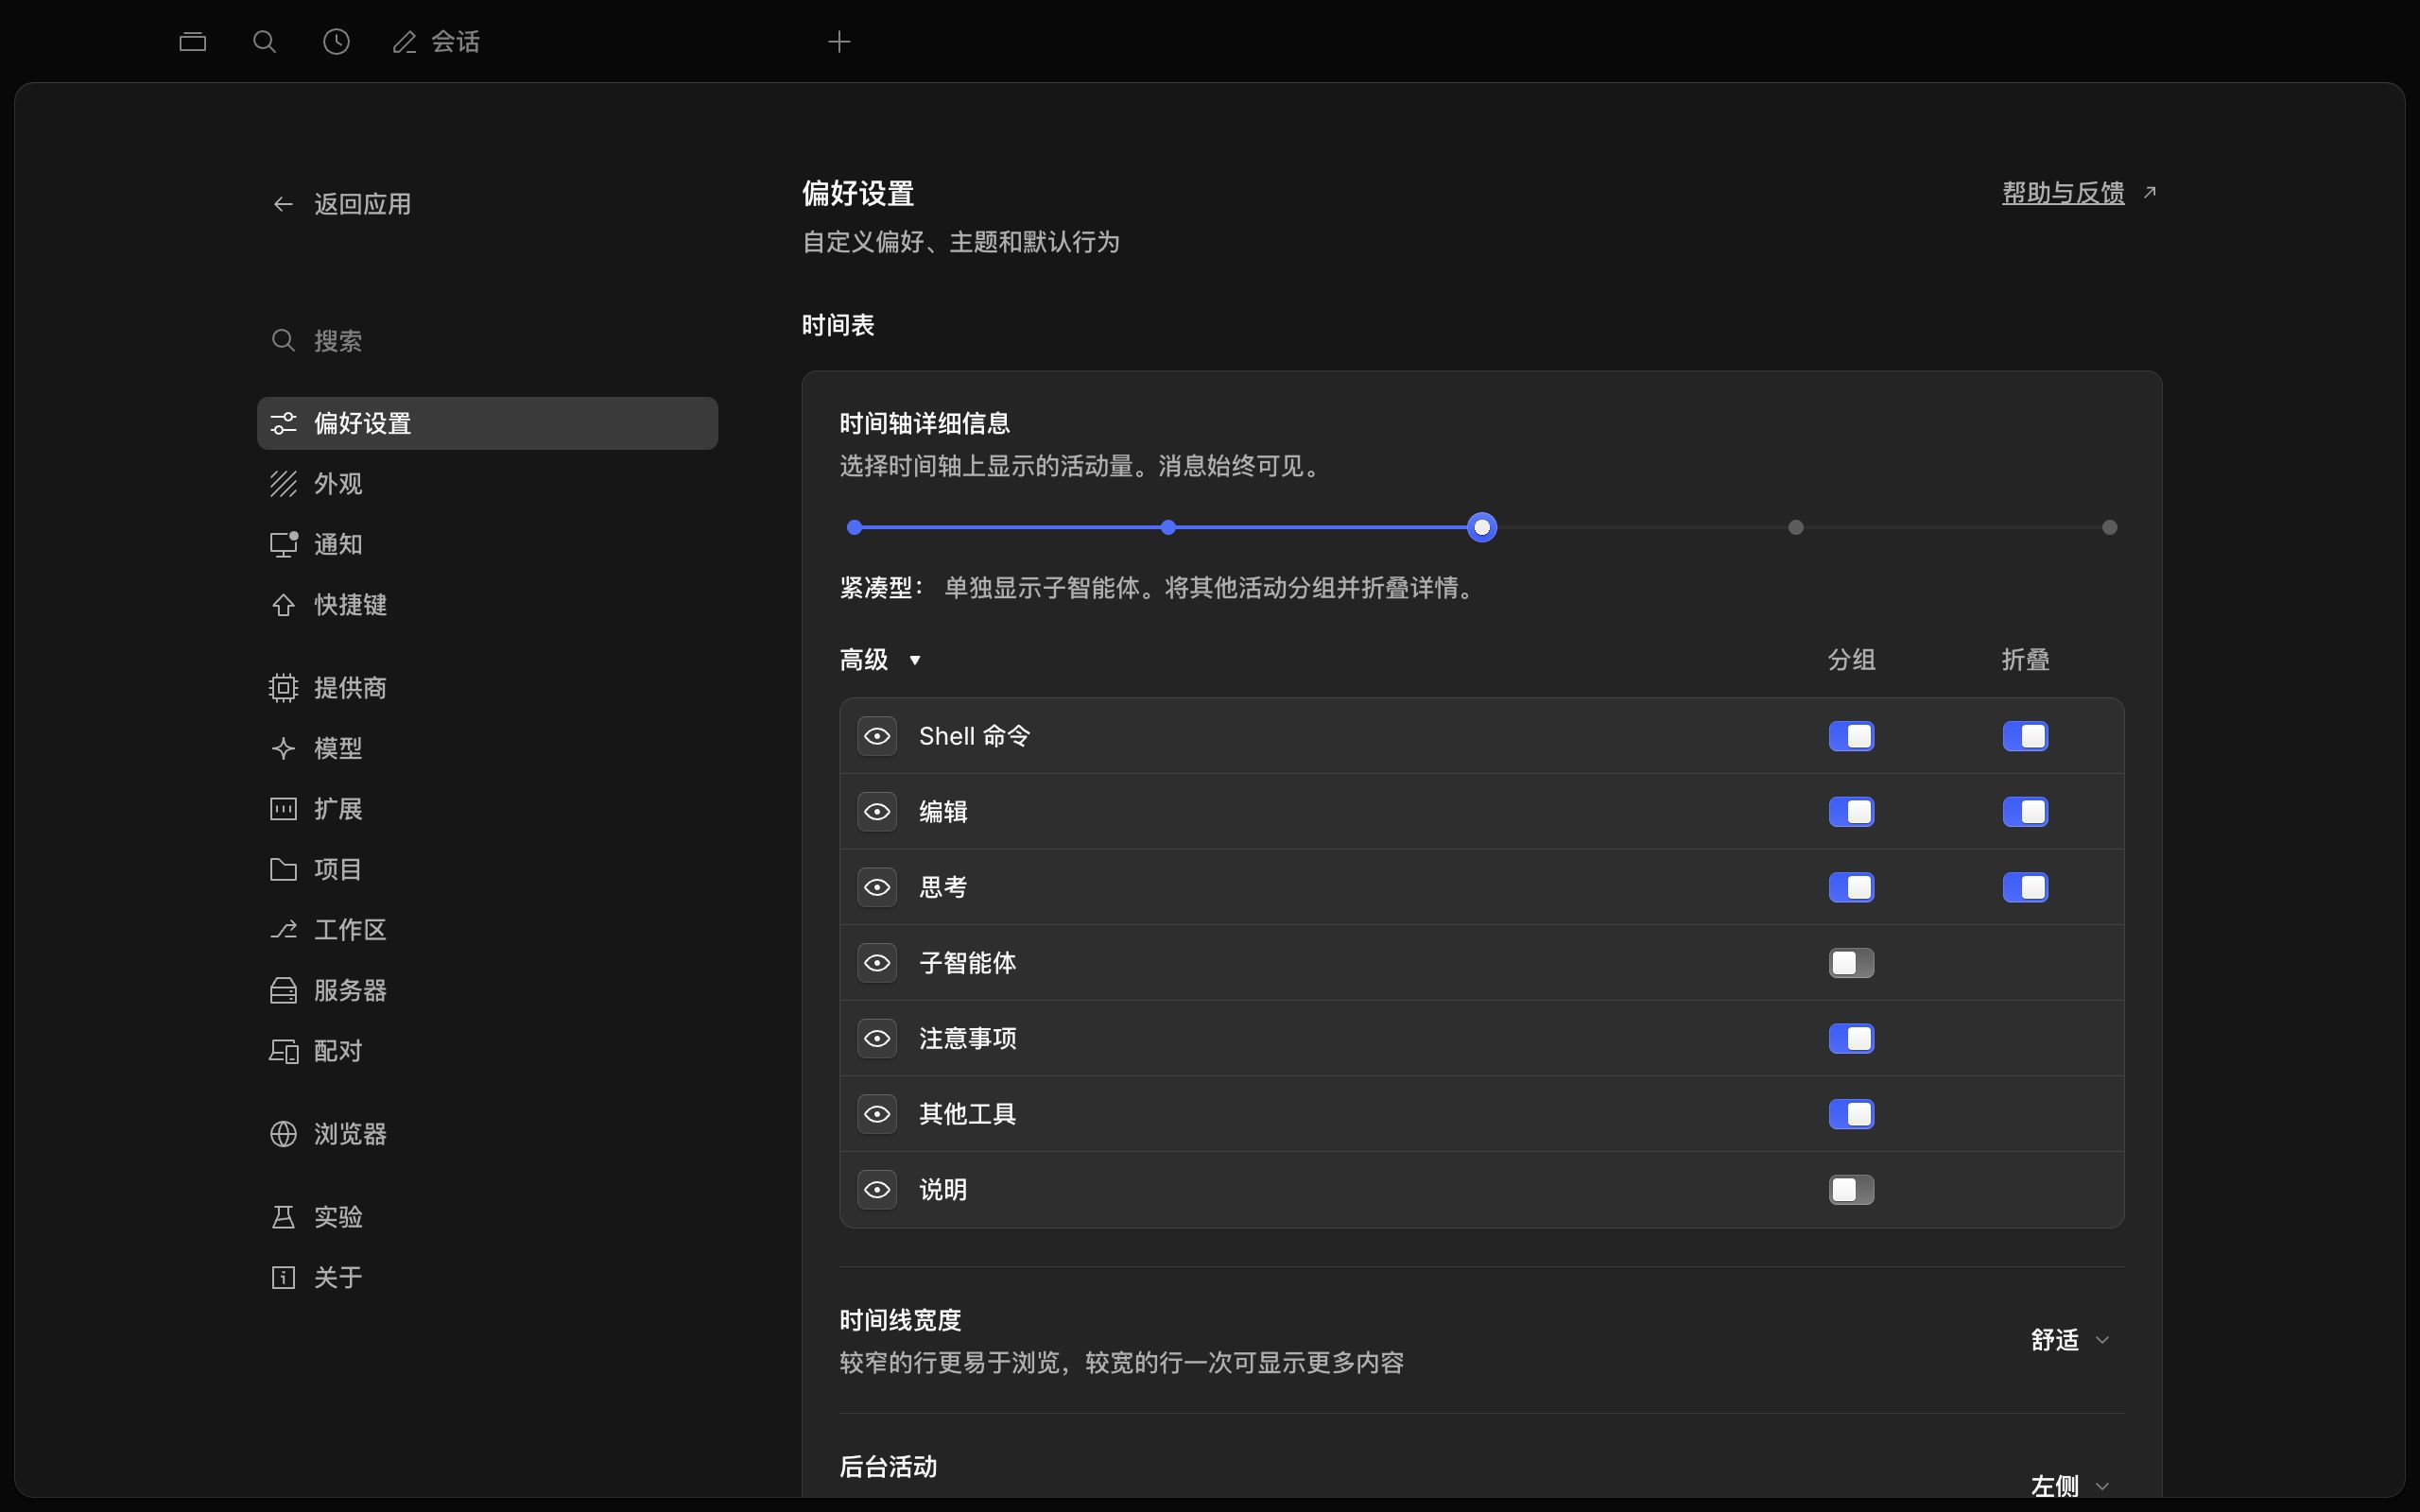 会话
返回应用
搜索
偏好设置
外观
通知
快捷键
提供商
模型
扩展
项目
工作区
服务器
配对
浏览器
实验
关于
偏好设置
帮助与反馈
自定义偏好、主题和默认行为
时间表
时间轴详细信息
选择时间轴上显示的活动量。消息始终可见。
紧凑型： 单独显示子智能体。将其他活动分组并折叠详情。
高级 分组 折叠
Shell 命令
编辑
思考
子智能体
注意事项
其他工具
说明
时间线宽度
较窄的行更易于浏览，较宽的行一次可显示更多内容
舒适
后台活动
左侧